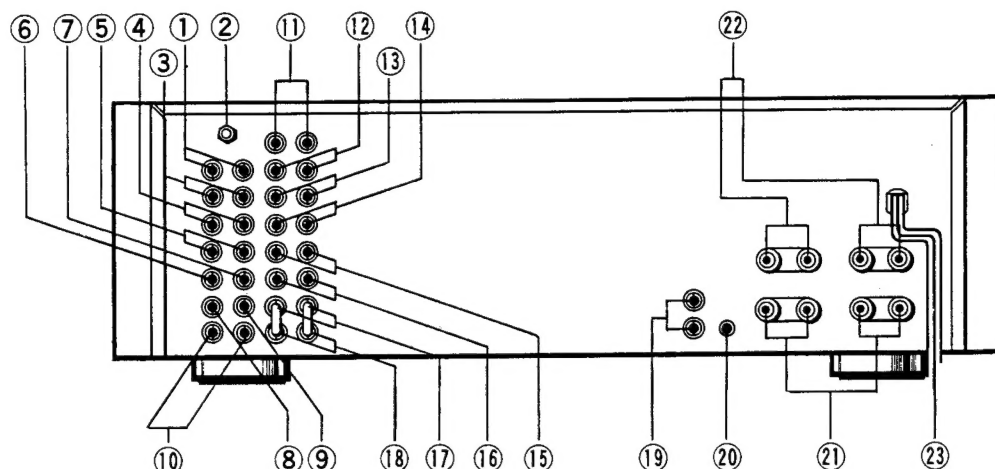 ⑥ ⑦ ⑤ ④ ① ② ⑪ ⑫ ⑭ ㉒
③ ⑬
⑩ ⑧ ⑨ ⑱ ⑰ ⑯ ⑮ ⑲ ⑳ ㉑ ㉓